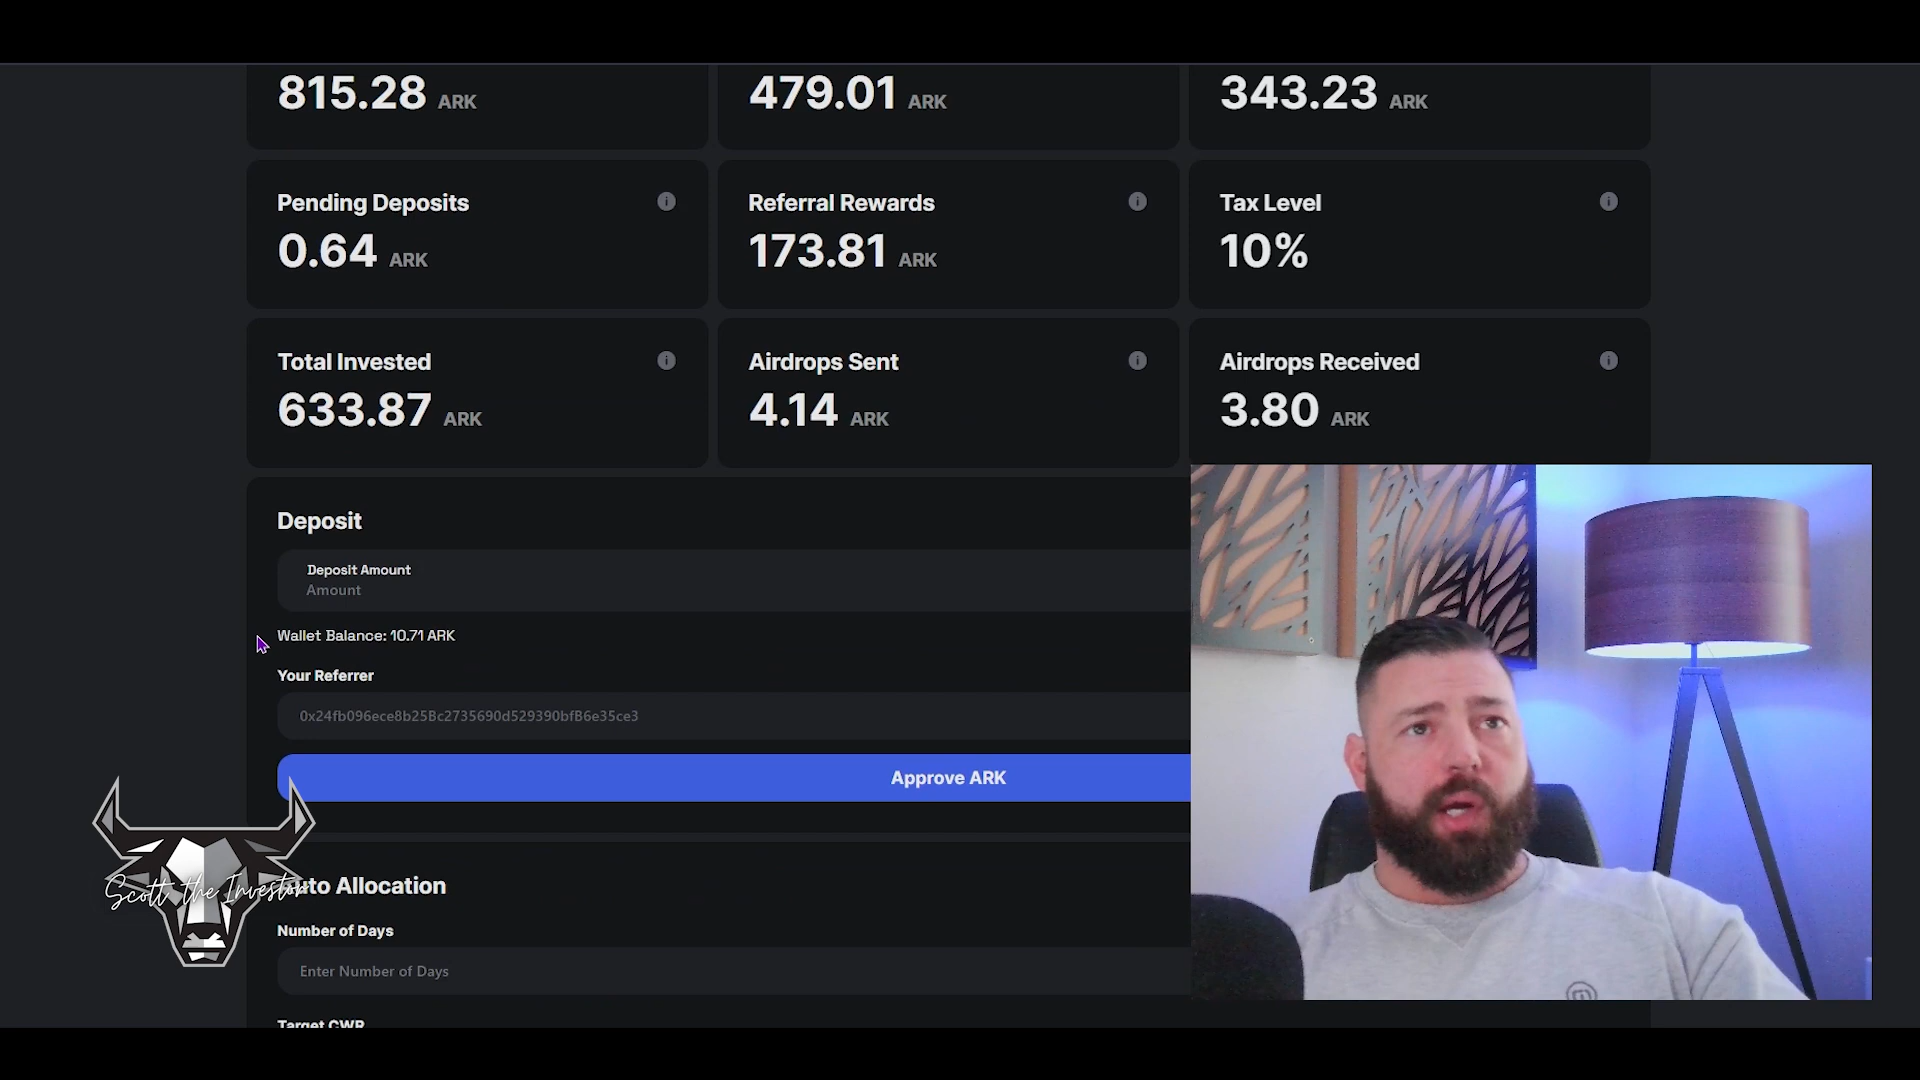 815.28 ARK
479.01 ARK
343.23 ARK
Pending Deposits
0.64 ARK
Referral Rewards
173.81 ARK
Tax Level
10%
Total Invested
633.87 ARK
Airdrops Sent
4.14 ARK
Airdrops Received
3.80 ARK
Deposit
Deposit Amount
Amount
Wallet Balance: 10.71 ARK
Your Referrer
0x24fb096ece8b25Bc2735690d529390bfB6e35ce3
Approve ARK
Scott the Investor
uto Allocation
Number of Days
Enter Number of Days
Target CWR